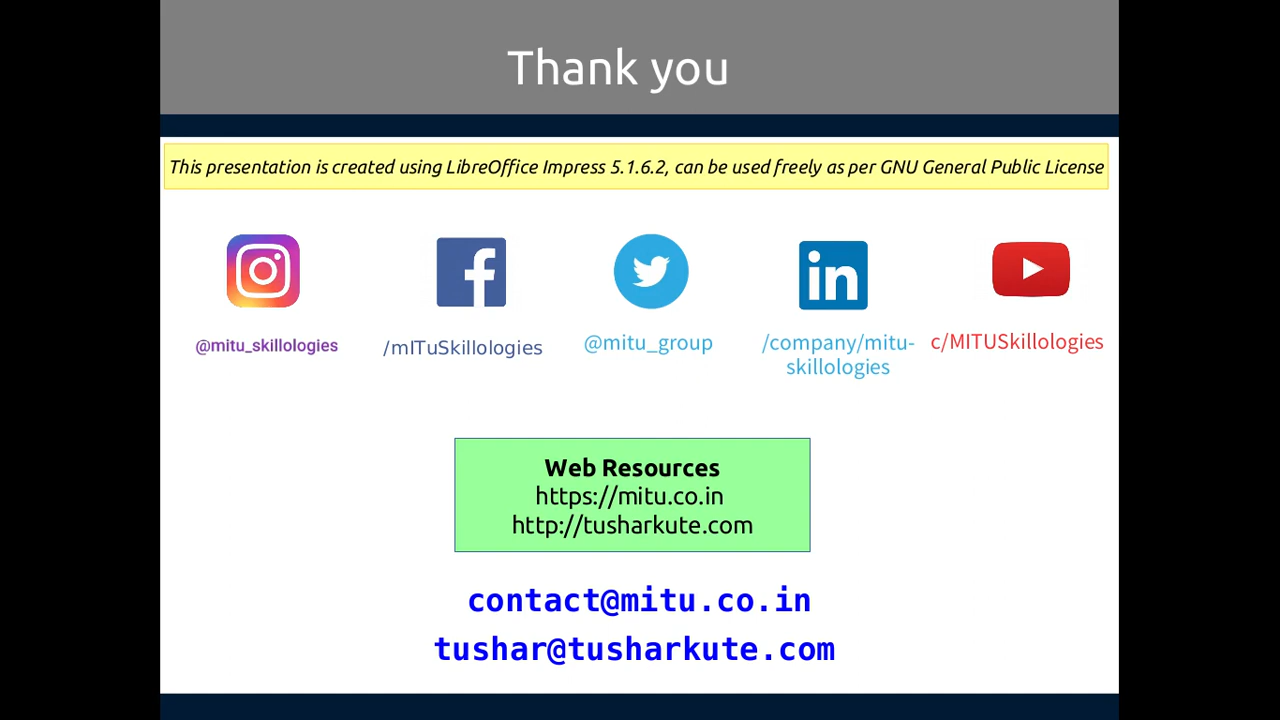 Thank you
This presentation is created using LibreOffice Impress 5.1.6.2, can be used freely as per GNU General Public License
@mitu_skillologies
/mITuSkillologies
@mitu_group
/company/mitu-
skillologies
c/MITUSkillologies
Web Resources
https://mitu.co.in
http://tusharkute.com
contact@mitu.co.in
tushar@tusharkute.com